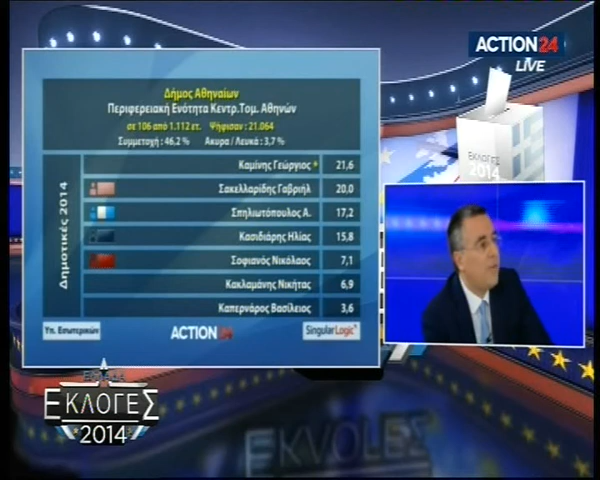 ACTION 24
LIVE
Δήμος Αθηναίων
Περιφερειακή Ενότητα Κεντρ.Τομ. Αθηνών
σε 106 από 1.112 ετ. Ψήφισαν : 21.064
Συμμετοχή : 46,2 % Ακυρα / Λευκά : 3,7 %
Δημοτικές 2014
Καμίνης Γεώργιος * 21,6
Σακελλαρίδης Γαβριήλ 20,0
Σπηλιωτόπουλος Α. 17,2
Κασιδιάρης Ηλίας 15,8
Σοφιανός Νικόλαος 7,1
Κακλαμάνης Νικήτας 6,9
Καπερνάρος Βασίλειος 3,6
Υπ. Εσωτερικών
ACTION 24
SingularLogic
ΕΚΛΟΓΕΣ
2014
ΕΚΛΟΓΕΣ
2014
EKVOLES